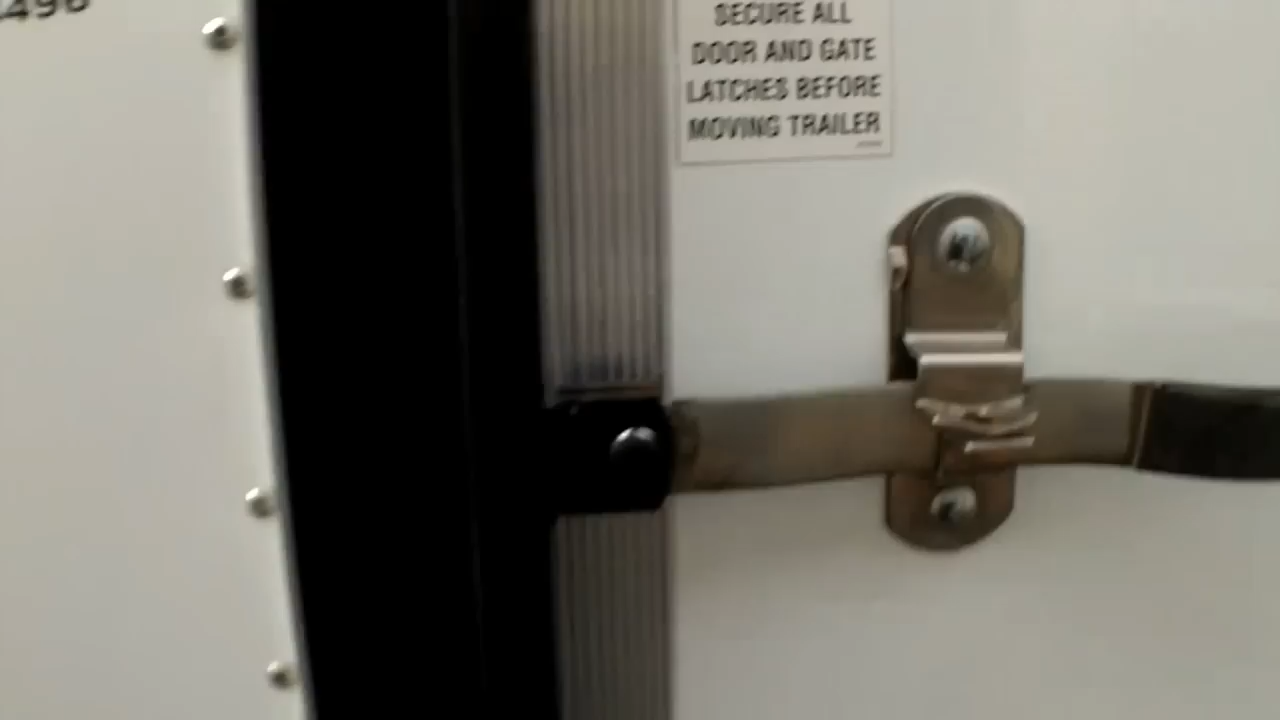 SECURE ALL
DOOR AND GATE
LATCHES BEFORE
MOVING TRAILER